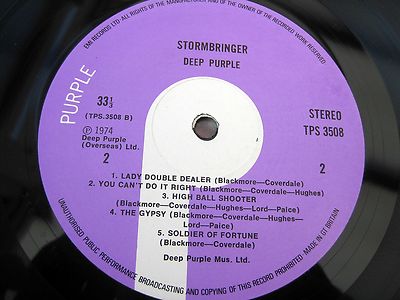 EMI RECORDS LTD. ALL RIGHTS OF THE MANUFACTURER AND OF THE OWNER OF THE RECORDED WORK RESERVED
STORMBRINGER
DEEP PURPLE
PURPLE
33⅓
(TPS.3508 B)
STEREO
TPS 3508
Ⓟ 1974
Deep Purple
(Overseas) Ltd.
2
2
1. LADY DOUBLE DEALER (Blackmore—Coverdale)
2. YOU CAN'T DO IT RIGHT (Blackmore—Coverdale—Hughes)
3. HIGH BALL SHOOTER
(Blackmore—Coverdale—Hughes—Lord—Paice)
4. THE GYPSY (Blackmore—Coverdale—Hughes—
Lord—Paice)
5. SOLDIER OF FORTUNE
(Blackmore—Coverdale)
Deep Purple Mus. Ltd.
UNAUTHORISED PUBLIC PERFORMANCE BROADCASTING AND COPYING OF THIS RECORD PROHIBITED. MADE IN GT BRITAIN